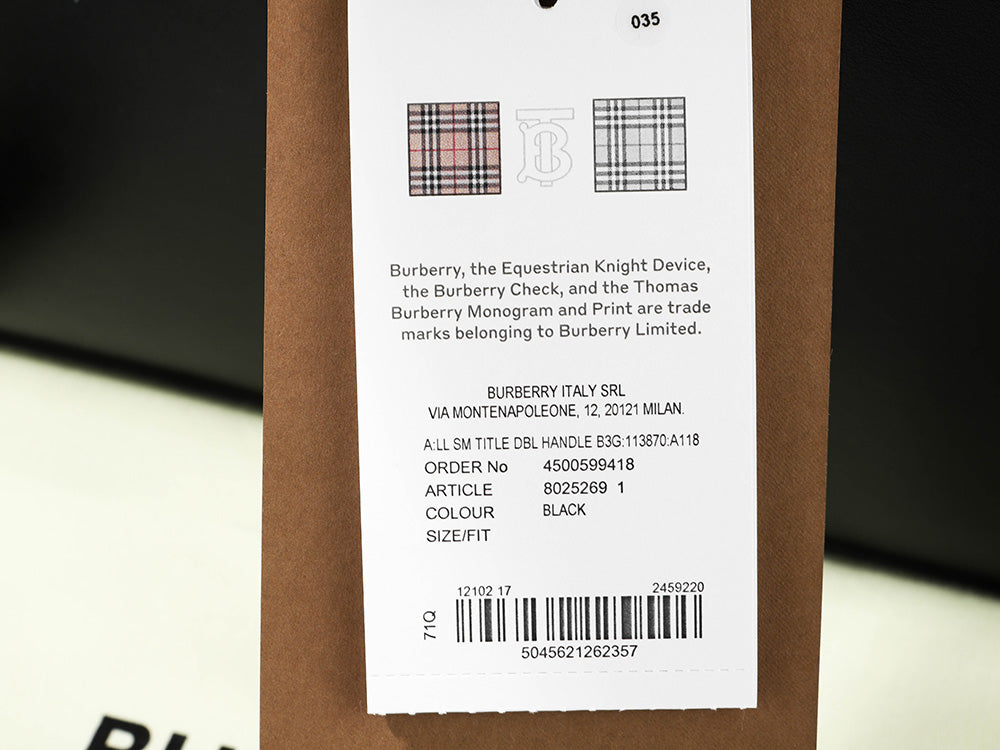 035
Burberry, the Equestrian Knight Device,
the Burberry Check, and the Thomas
Burberry Monogram and Print are trade
marks belonging to Burberry Limited.
BURBERRY ITALY SRL
VIA MONTENAPOLEONE, 12, 20121 MILAN.
A:LL SM TITLE DBL HANDLE B3G:113870:A118
ORDER No 4500599418
ARTICLE 8025269 1
COLOUR BLACK
SIZE/FIT
12102 17 2459220
71Q
5045621262357